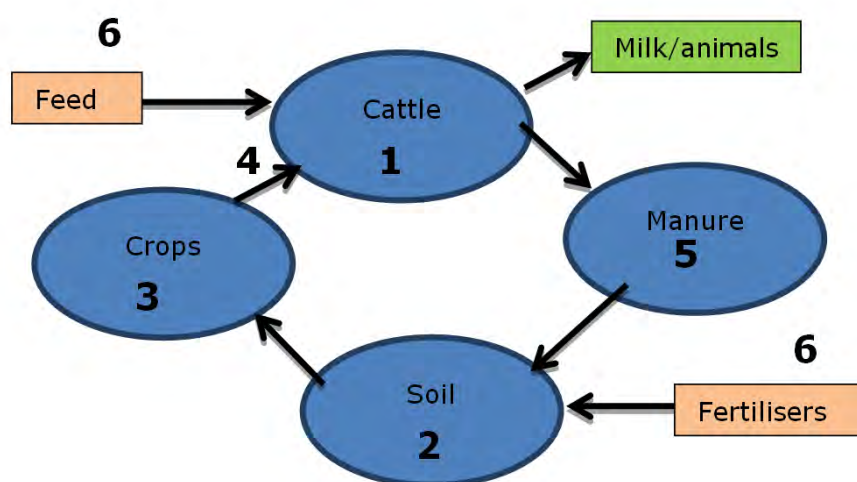 6
Feed
Milk/animals
Cattle
1
4
Crops
3
Manure
5
6
Fertilisers
Soil
2